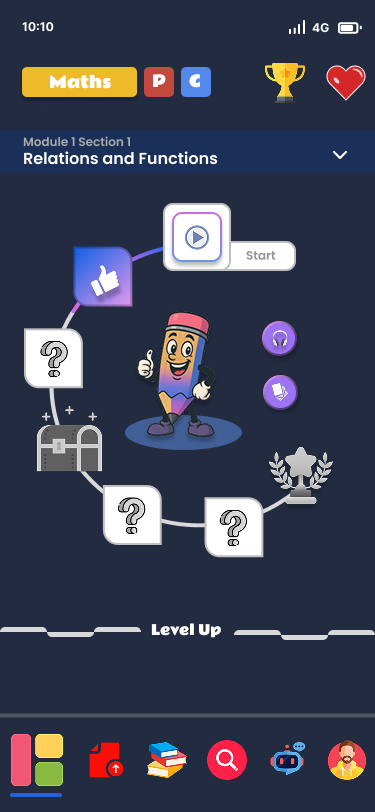 10:10
4G
Maths
P
C
Module 1 Section 1
Relations and Functions
Start
?
?
?
Level Up